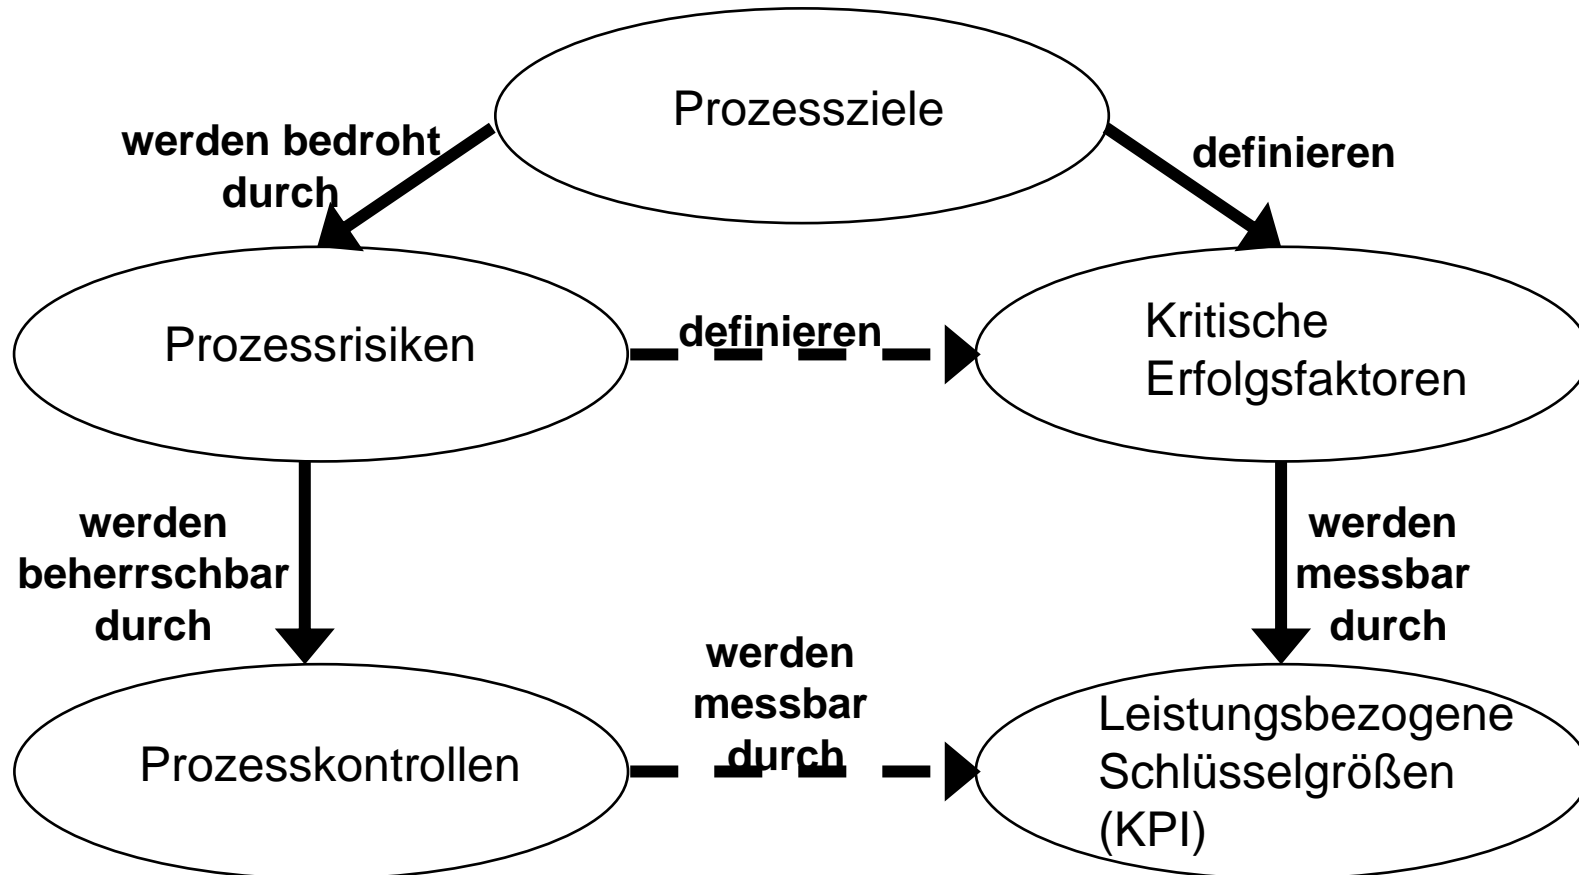 Prozessziele
werden bedroht
durch
definieren
Prozessrisiken
definieren
Kritische
Erfolgsfaktoren
werden
beherrschbar
durch
werden
messbar
durch
Prozesskontrollen
werden
messbar
durch
Leistungsbezogene
Schlüsselgrößen
(KPI)